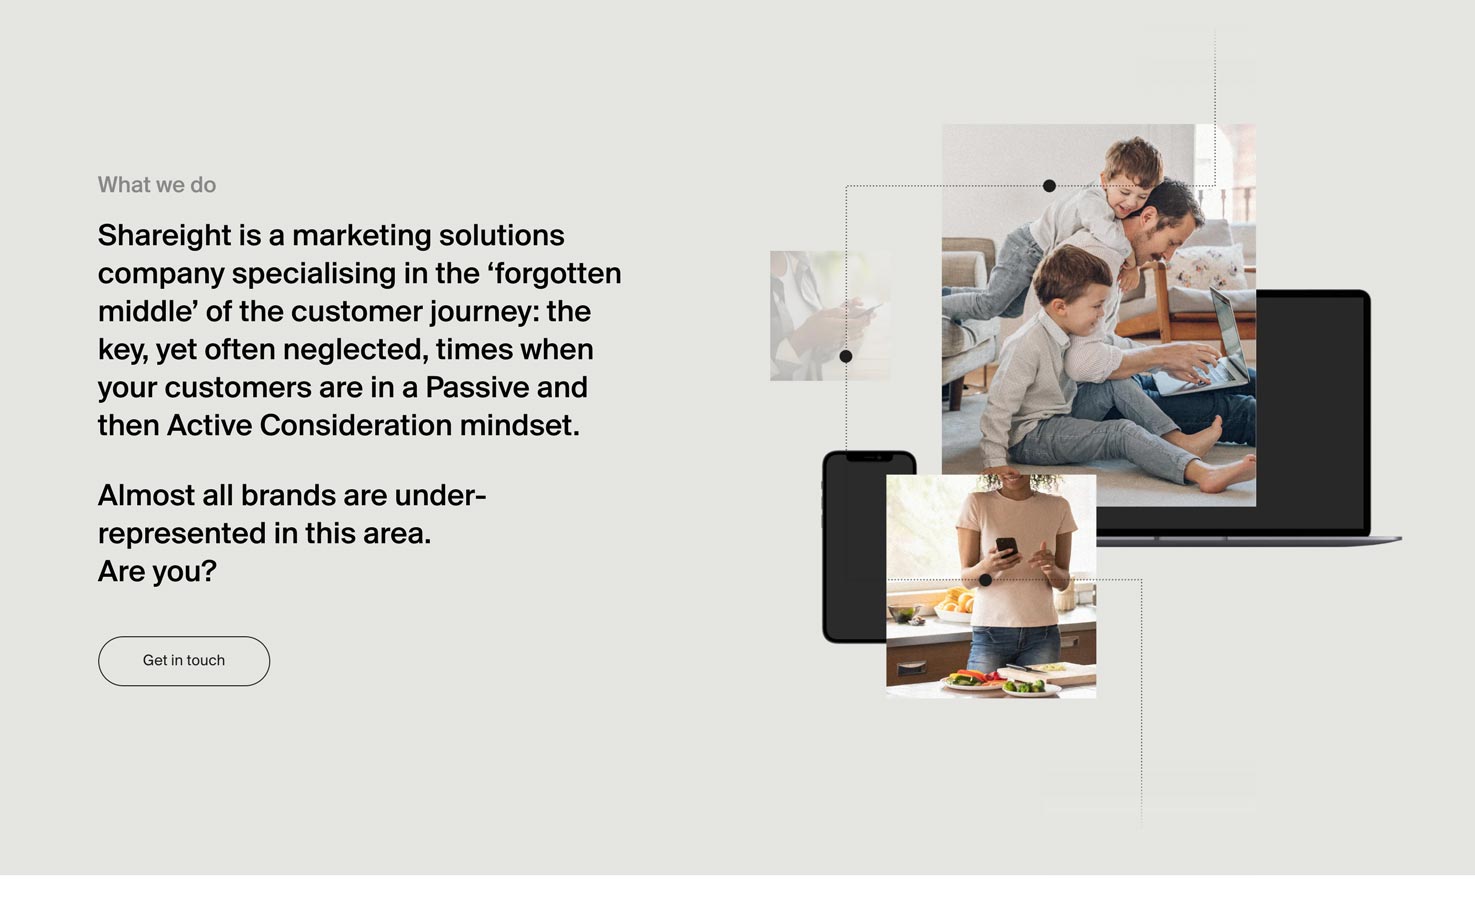 What we do
Shareight is a marketing solutions
company specialising in the ‘forgotten
middle’ of the customer journey: the
key, yet often neglected, times when
your customers are in a Passive and
then Active Consideration mindset.
Almost all brands are under-
represented in this area.
Are you?
Get in touch